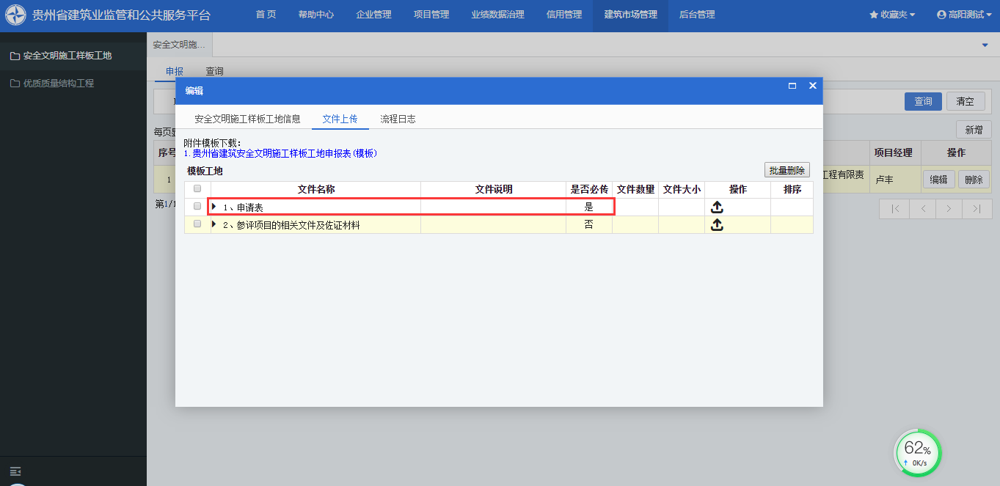 贵州省建筑业监管和公共服务平台 首页 帮助中心 企业管理 项目管理 业绩数据治理 信用管理 建筑市场管理 后台管理 收藏夹 高阳测试
安全文明施工样板工地
优质质量结构工程
安全文明施...
申报 查询
查询 清空
每页
新增
序号 项目经理 操作
1 工程有限责 卢丰 编辑 删除
第1/1
编辑
安全文明施工样板工地信息 文件上传 流程日志
附件模板下载：
1.贵州省建筑安全文明施工样板工地申报表(模板)
模板工地 批量删除
文件名称 文件说明 是否必传 文件数量 文件大小 操作 排序
1、申请表 是
2、参评项目的相关文件及佐证材料 否
62%
0K/s